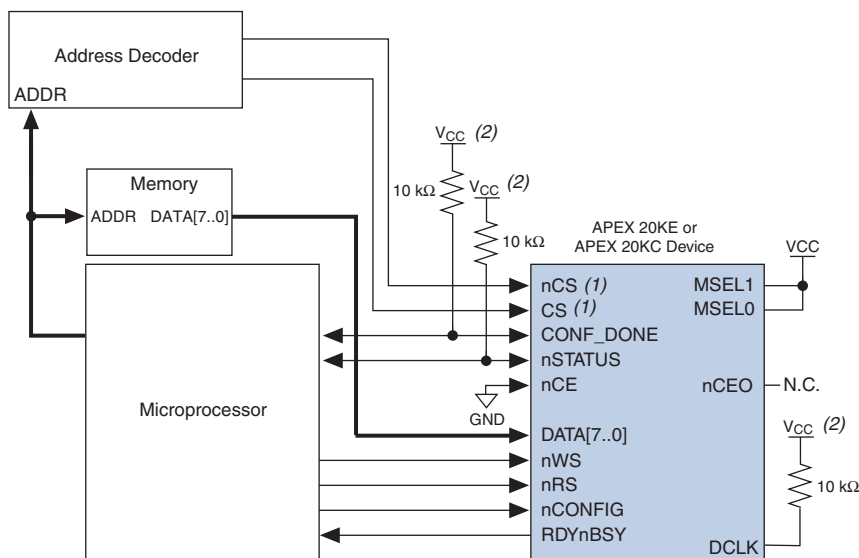 Address Decoder
ADDR
VCC (2)
10 kΩ
VCC (2)
10 kΩ
Memory
ADDR DATA[7..0]
APEX 20KE or
APEX 20KC Device
VCC
nCS (1)
MSEL1
CS (1)
MSEL0
CONF_DONE
nSTATUS
nCE
nCEO
N.C.
GND
Microprocessor
VCC (2)
DATA[7..0]
nWS
nRS
10 kΩ
nCONFIG
RDYnBSY
DCLK